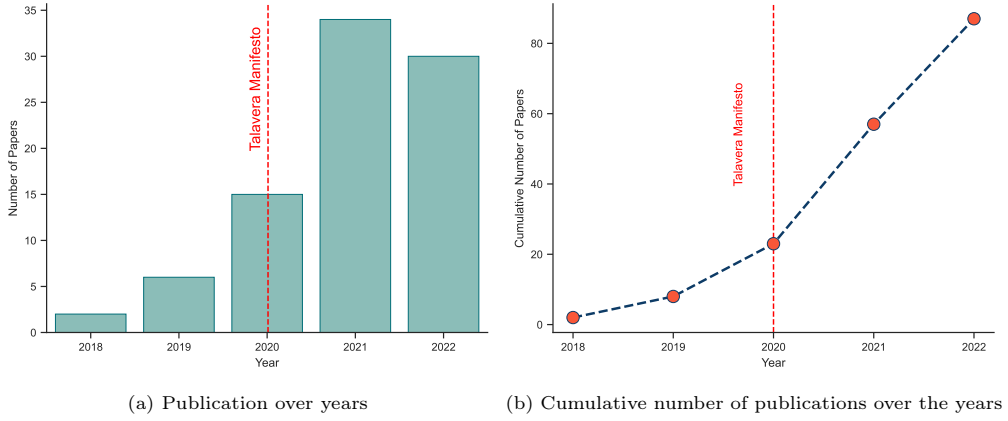 35
30
25
20
15
10
5
0
Number of Papers
Talavera Manifesto
2018 2019 2020 2021 2022
Year
(a) Publication over years
80
60
40
20
0
Cumulative Number of Papers
Talavera Manifesto
2018 2019 2020 2021 2022
Year
(b) Cumulative number of publications over the years